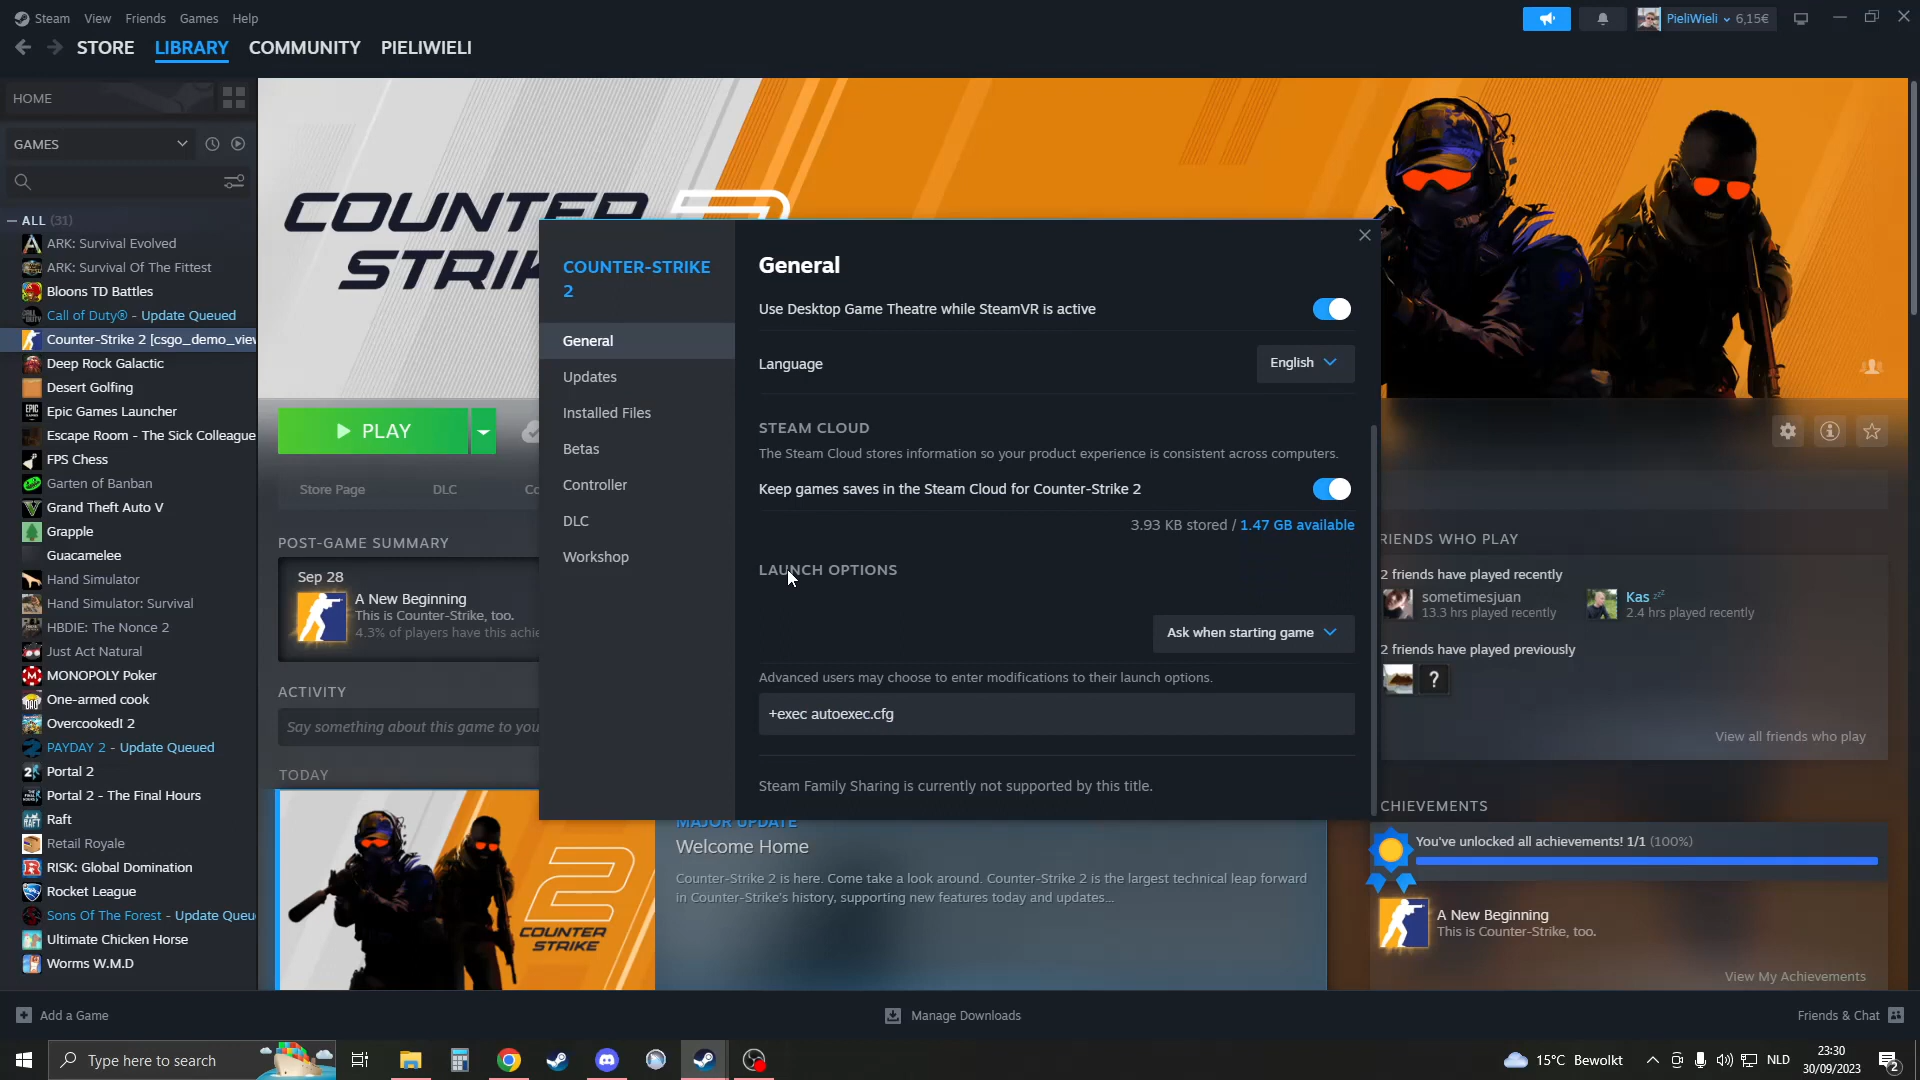 Steam View Friends Games Help
PieliWieli 6,15€
STORE LIBRARY COMMUNITY PIELIWIELI
HOME
GAMES
ALL (31)
ARK: Survival Evolved
ARK: Survival Of The Fittest
Bloons TD Battles
Call of Duty® - Update Queued
Counter-Strike 2 [csgo_demo_view
Deep Rock Galactic
Desert Golfing
Epic Games Launcher
Escape Room - The Sick Colleague
FPS Chess
Garten of Banban
Grand Theft Auto V
Grapple
Guacamelee
Hand Simulator
Hand Simulator: Survival
HBDIE: The Nonce 2
Just Act Natural
MONOPOLY Poker
One-armed cook
Overcooked! 2
PAYDAY 2 - Update Queued
Portal 2
Portal 2 - The Final Hours
Raft
Retail Royale
RISK: Global Domination
Rocket League
Sons Of The Forest - Update Queu
Ultimate Chicken Horse
Worms W.M.D
COUNTER
STRIK
PLAY
Store Page DLC Co
POST-GAME SUMMARY
Sep 28
A New Beginning
This is Counter-Strike, too.
4.3% of players have this achie
ACTIVITY
Say something about this game to you
TODAY
COUNTER
STRIKE
COUNTER-STRIKE
2
General
Updates
Installed Files
Betas
Controller
DLC
Workshop
General
Use Desktop Game Theatre while SteamVR is active
Language English
STEAM CLOUD
The Steam Cloud stores information so your product experience is consistent across computers.
Keep games saves in the Steam Cloud for Counter-Strike 2
3.93 KB stored / 1.47 GB available
LAUNCH OPTIONS
Ask when starting game
Advanced users may choose to enter modifications to their launch options.
+exec autoexec.cfg
Steam Family Sharing is currently not supported by this title.
MAJOR UPDATE
Welcome Home
Counter-Strike 2 is here. Come take a look around. Counter-Strike 2 is the largest technical leap forward
in Counter-Strike's history, supporting new features today and updates...
RIENDS WHO PLAY
2 friends have played recently
sometimesjuan
13.3 hrs played recently
Kas zzz
2.4 hrs played recently
2 friends have played previously
?
View all friends who play
CHIEVEMENTS
You've unlocked all achievements! 1/1 (100%)
A New Beginning
This is Counter-Strike, too.
View My Achievements
Add a Game Manage Downloads Friends & Chat
Type here to search
15°C Bewolkt NLD
23:30
30/09/2023
2